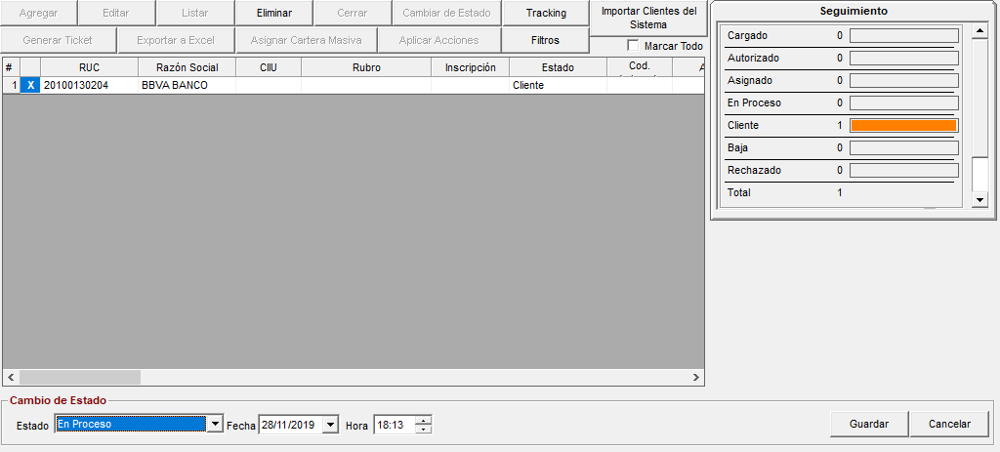 Agregar Editar Listar Eliminar Cerrar Cambiar de Estado Tracking Importar Clientes del
Sistema
Generar Ticket Exportar a Excel Asignar Cartera Masiva Aplicar Acciones Filtros Marcar Todo
# RUC Razón Social CIIU Rubro Inscripción Estado Cod.
1 X 20100130204 BBVA BANCO Cliente
Seguimiento
Cargado 0
Autorizado 0
Asignado 0
En Proceso 0
Cliente 1
Baja 0
Rechazado 0
Total 1
Cambio de Estado
Estado En Proceso Fecha 28/11/2019 Hora 18:13 Guardar Cancelar